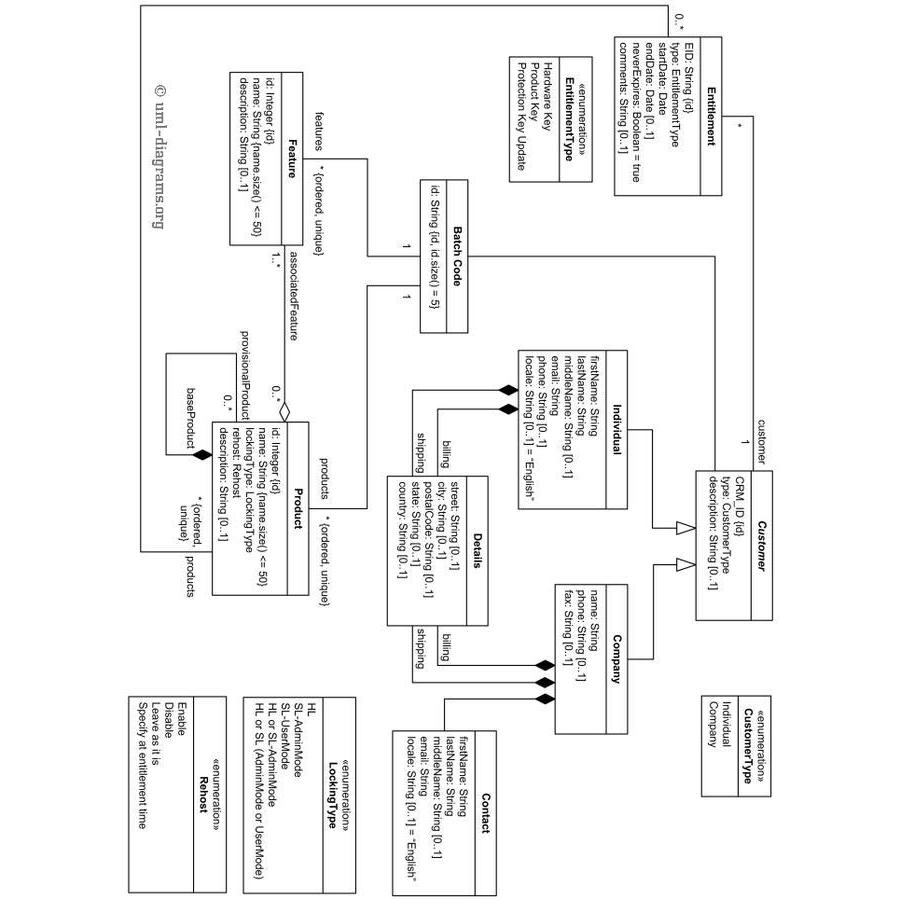 Entitlement
EID: String {id}
type: EntitlementType
startDate: Date
endDate: Date [0..1]
neverExpires: Boolean = true
comments: String [0..1]
0..*
*
customer
1
Customer
CRM_ID {id}
type: CustomerType
description: String [0..1]
«enumeration»
CustomerType
Individual
Company
«enumeration»
EntitlementType
Hardware Key
Product Key
Protection Key Update
Individual
firstName: String
lastName: String
middleName: String [0..1]
email: String
phone: String [0..1]
locale: String [0..1] = "English"
Company
name: String
phone: String [0..1]
fax: String [0..1]
Batch Code
id: String {id, id.size() = 5}
1
1
billing
shipping
Details
street: String [0..1]
city: String [0..1]
postalCode: String [0..1]
state: String [0..1]
country: String [0..1]
billing
shipping
Contact
firstName: String
lastName: String
middleName: String [0..1]
email: String
locale: String [0..1] = "English"
features
* {ordered, unique}
Feature
id: Integer {id}
name: String {name.size() <= 50}
description: String [0..1]
associatedFeature
1..*
0..*
products
* {ordered, unique}
Product
id: Integer {id}
name: String {name.size() <= 50}
lockingType: LockingType
rehost: Rehost
description: String [0..1]
provisionalProduct
0..*
baseProduct
* {ordered,
unique}
products
«enumeration»
LockingType
HL
SL-AdminMode
SL-UserMode
HL or SL-AdminMode
HL or SL (AdminMode or UserMode)
«enumeration»
Rehost
Enable
Disable
Leave as it is
Specify at entitlement time
© uml-diagrams.org